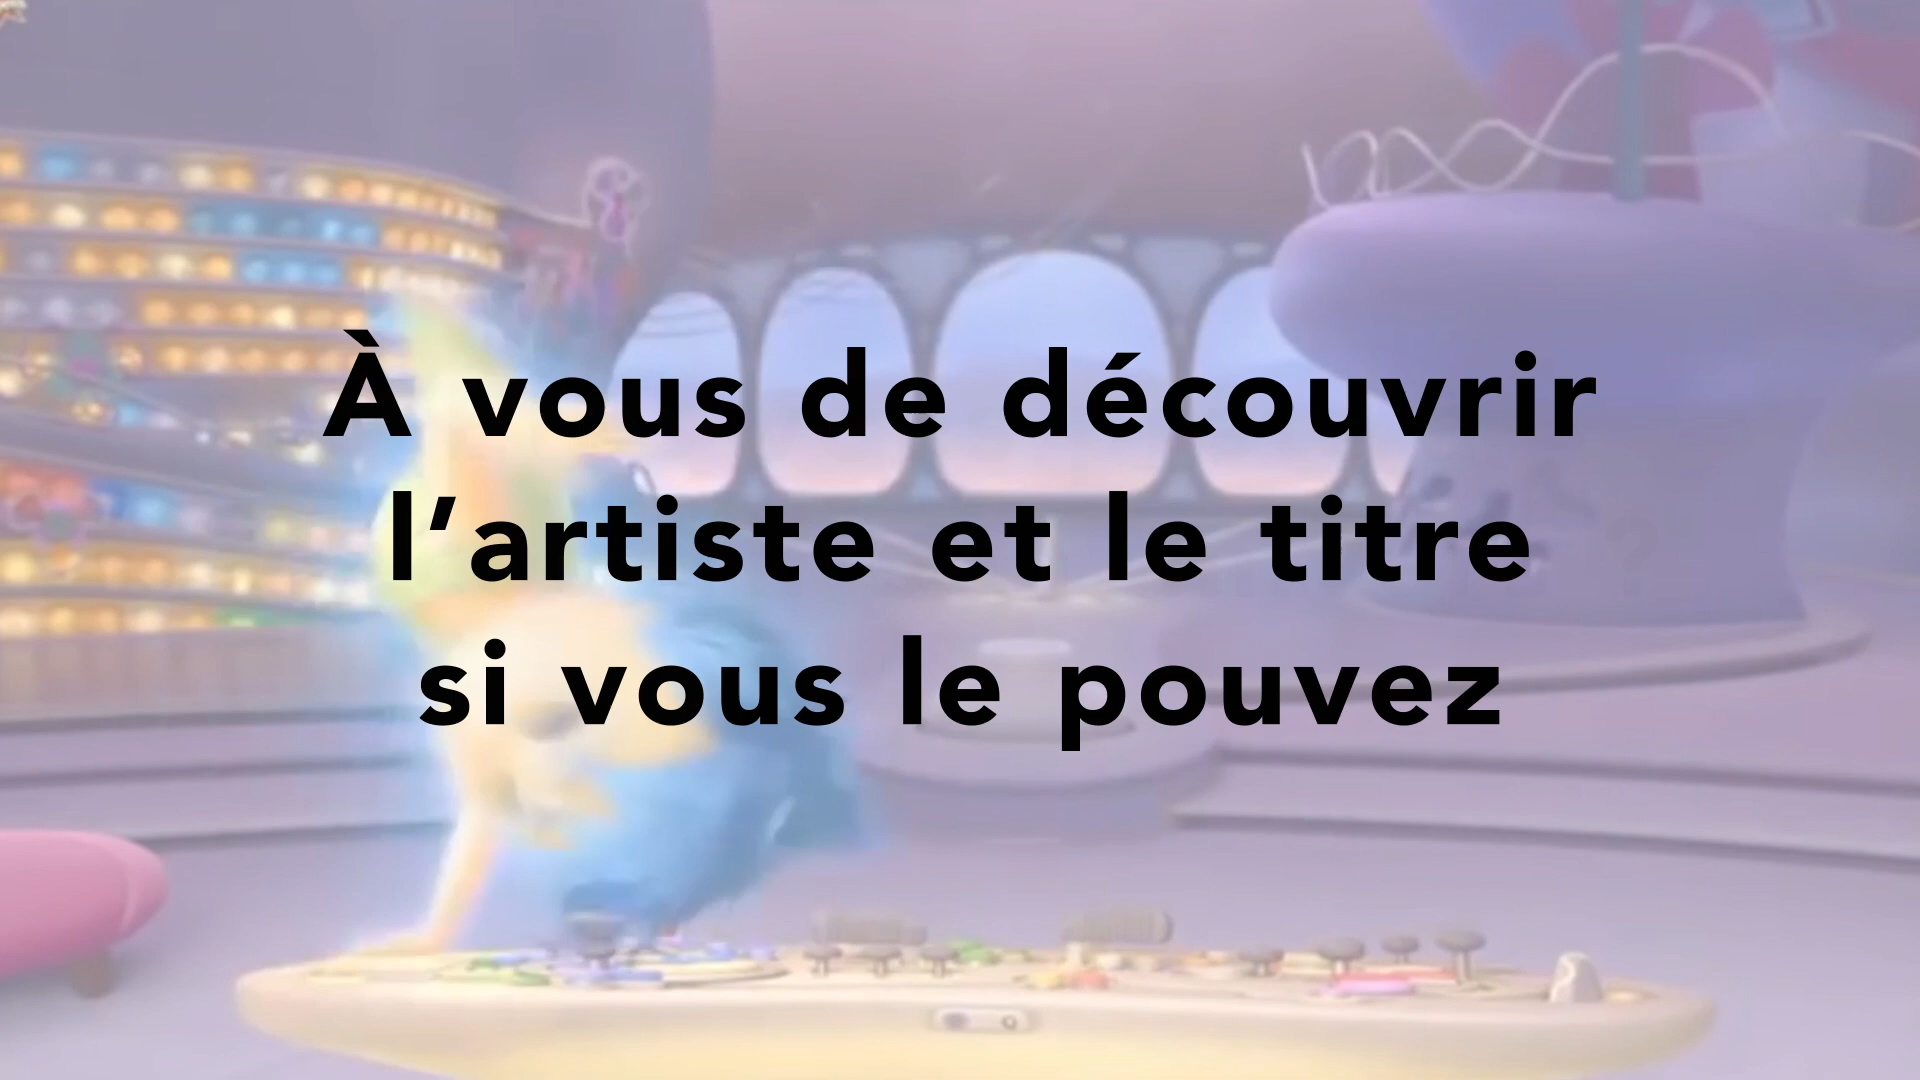 À vous de découvrir
l’artiste et le titre
si vous le pouvez